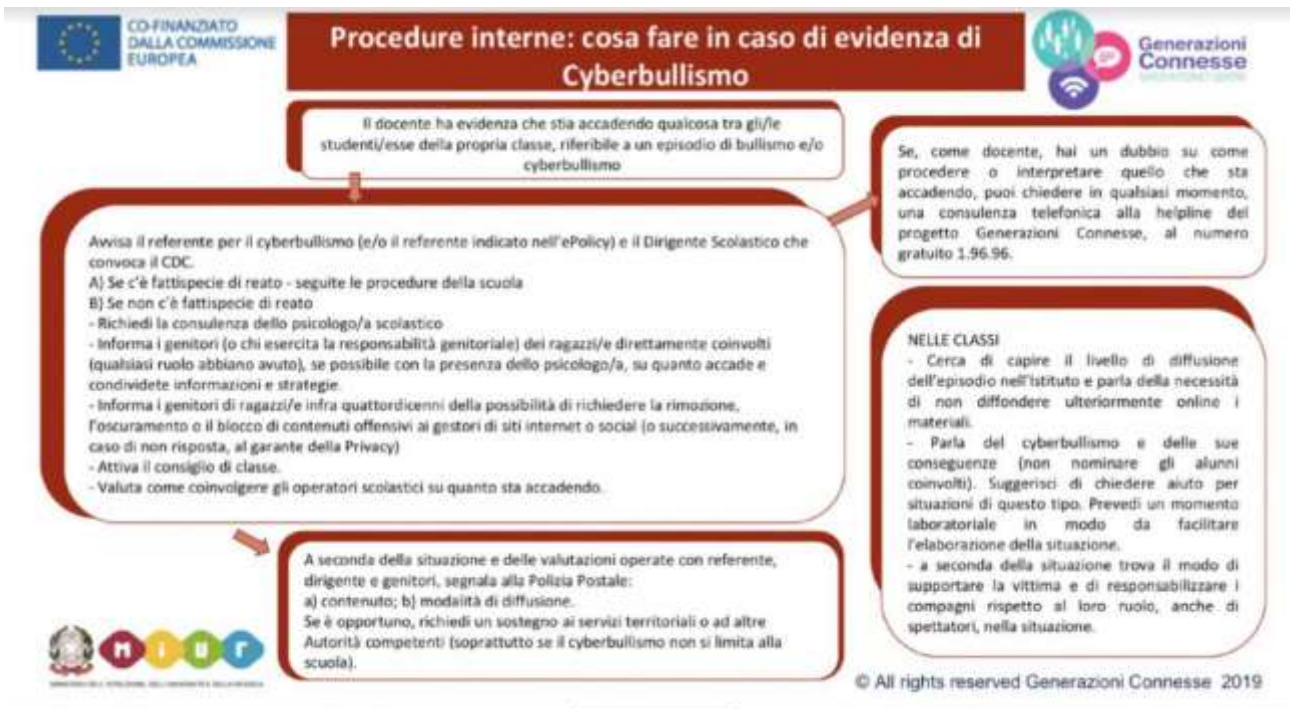 CO-FINANZIATO
DALLA COMMISSIONE
EUROPEA
Procedure interne: cosa fare in caso di evidenza di
Cyberbullismo
Generazioni
Connesse
Il docente ha evidenza che stia accadendo qualcosa tra gli/le
studenti/esse della propria classe, riferibile a un episodio di bullismo e/o
cyberbullismo
Se, come docente, hai un dubbio su come
procedere o interpretare quello che sta
accadendo, puoi chiedere in qualsiasi momento,
una consulenza telefonica alla helpline del
progetto Generazioni Connesse, al numero
gratuito 1.96.96.
Avvisa il referente per il cyberbullismo (e/o il referente indicato nell'ePolicy) e il Dirigente Scolastico che
convoca il CDC.
A) Se c'è fattispecie di reato - seguite le procedure della scuola
B) Se non c'è fattispecie di reato
- Richiedi la consulenza dello psicologo/a scolastico
- Informa i genitori (o chi esercita la responsabilità genitoriale) dei ragazzi/e direttamente coinvolti
(qualsiasi ruolo abbiano avuto), se possibile con la presenza dello psicologo/a, su quanto accade e
condividete informazioni e strategie.
- Informa i genitori di ragazzi/e infra quattordicenni della possibilità di richiedere la rimozione,
l'oscuramento o il blocco di contenuti offensivi ai gestori di siti internet o social (o successivamente, in
caso di non risposta, al garante della Privacy)
- Attiva il consiglio di classe.
- Valuta come coinvolgere gli operatori scolastici su quanto sta accadendo.
NELLE CLASSI
- Cerca di capire il livello di diffusione
dell'episodio nell'Istituto e parla della necessità
di non diffondere ulteriormente online i
materiali.
- Parla del cyberbullismo e delle sue
conseguenze (non nominare gli alunni
coinvolti). Suggerisci di chiedere aiuto per
situazioni di questo tipo. Prevedi un momento
laboratoriale in modo da facilitare
l'elaborazione della situazione.
- a seconda della situazione trova il modo di
supportare la vittima e di responsabilizzare i
compagni rispetto al loro ruolo, anche di
spettatori, nella situazione.
A seconda della situazione e delle valutazioni operate con referente,
dirigente e genitori, segnala alla Polizia Postale:
a) contenuto; b) modalità di diffusione.
Se è opportuno, richiedi un sostegno ai servizi territoriali o ad altre
Autorità competenti (soprattutto se il cyberbullismo non si limita alla
scuola).
miur
© All rights reserved Generazioni Connesse 2019